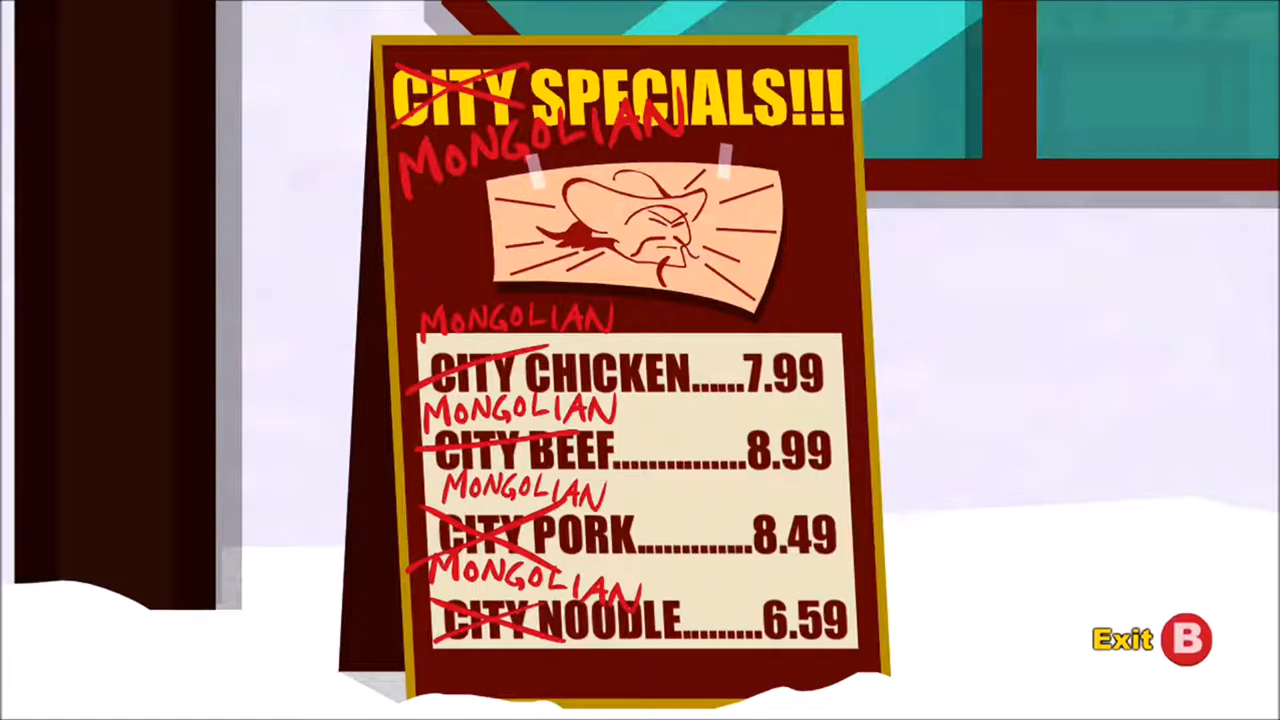 CITY SPECIALS!!!
MONGOLIAN
MONGOLIAN
CITY CHICKEN......7.99
MONGOLIAN
CITY BEEF...............8.99
MONGOLIAN
CITY PORK.............8.49
MONGOLIAN
CITY NOODLE.........6.59
Exit B